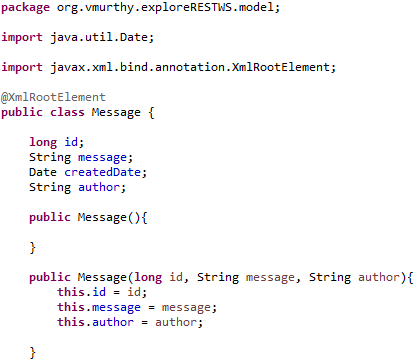 package org.vmurthy.exploreRESTWS.model;
import java.util.Date;
import javax.xml.bind.annotation.XmlRootElement;
@XmlRootElement
public class Message {
long id;
String message;
Date createdDate;
String author;
public Message(){
}
public Message(long id, String message, String author){
this.id = id;
this.message = message;
this.author = author;
}